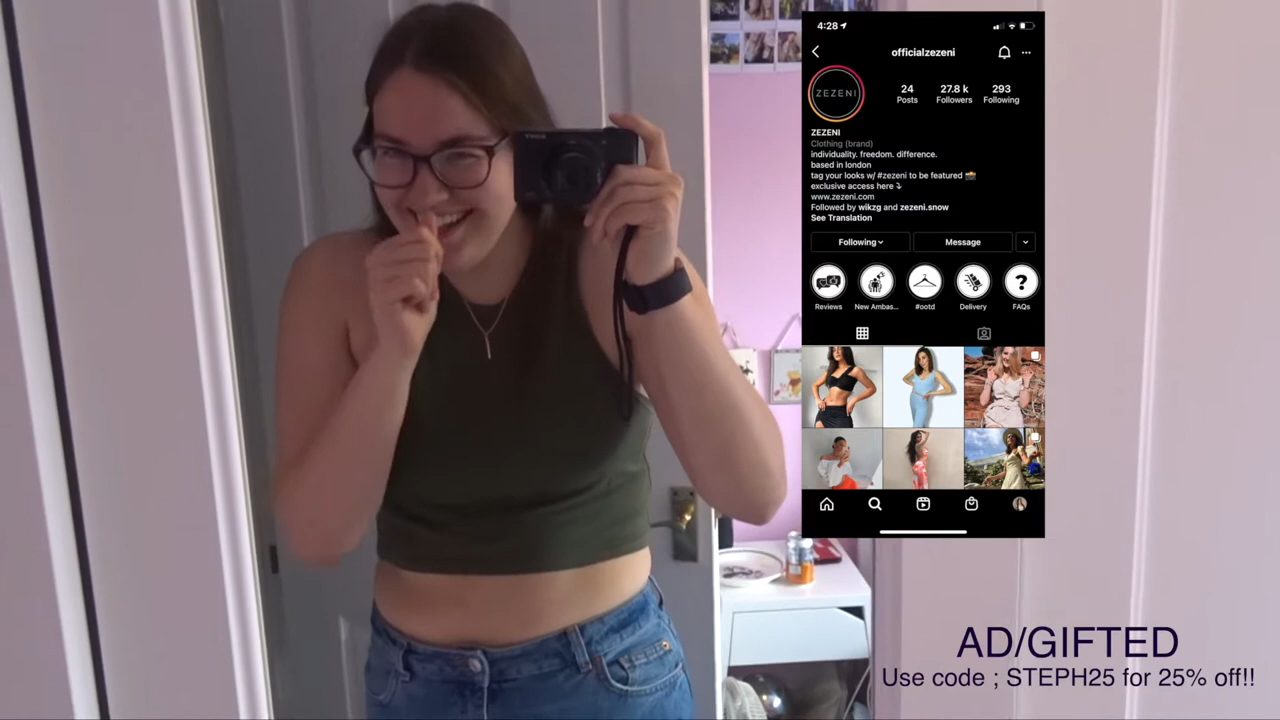 4:28
officialzezeni
ZEZENI
24
Posts
27.8 k
Followers
293
Following
ZEZENI
Clothing (brand)
individuality. freedom. difference.
based in london
tag your looks w/ #zezeni to be featured 📸
exclusive access here ⤵
www.zezeni.com
Followed by wikzg and zezeni.snow
See Translation
Following
Message
Reviews
New Ambas...
#ootd
Delivery
FAQs
AD/GIFTED
Use code ; STEPH25 for 25% off!!
SONY